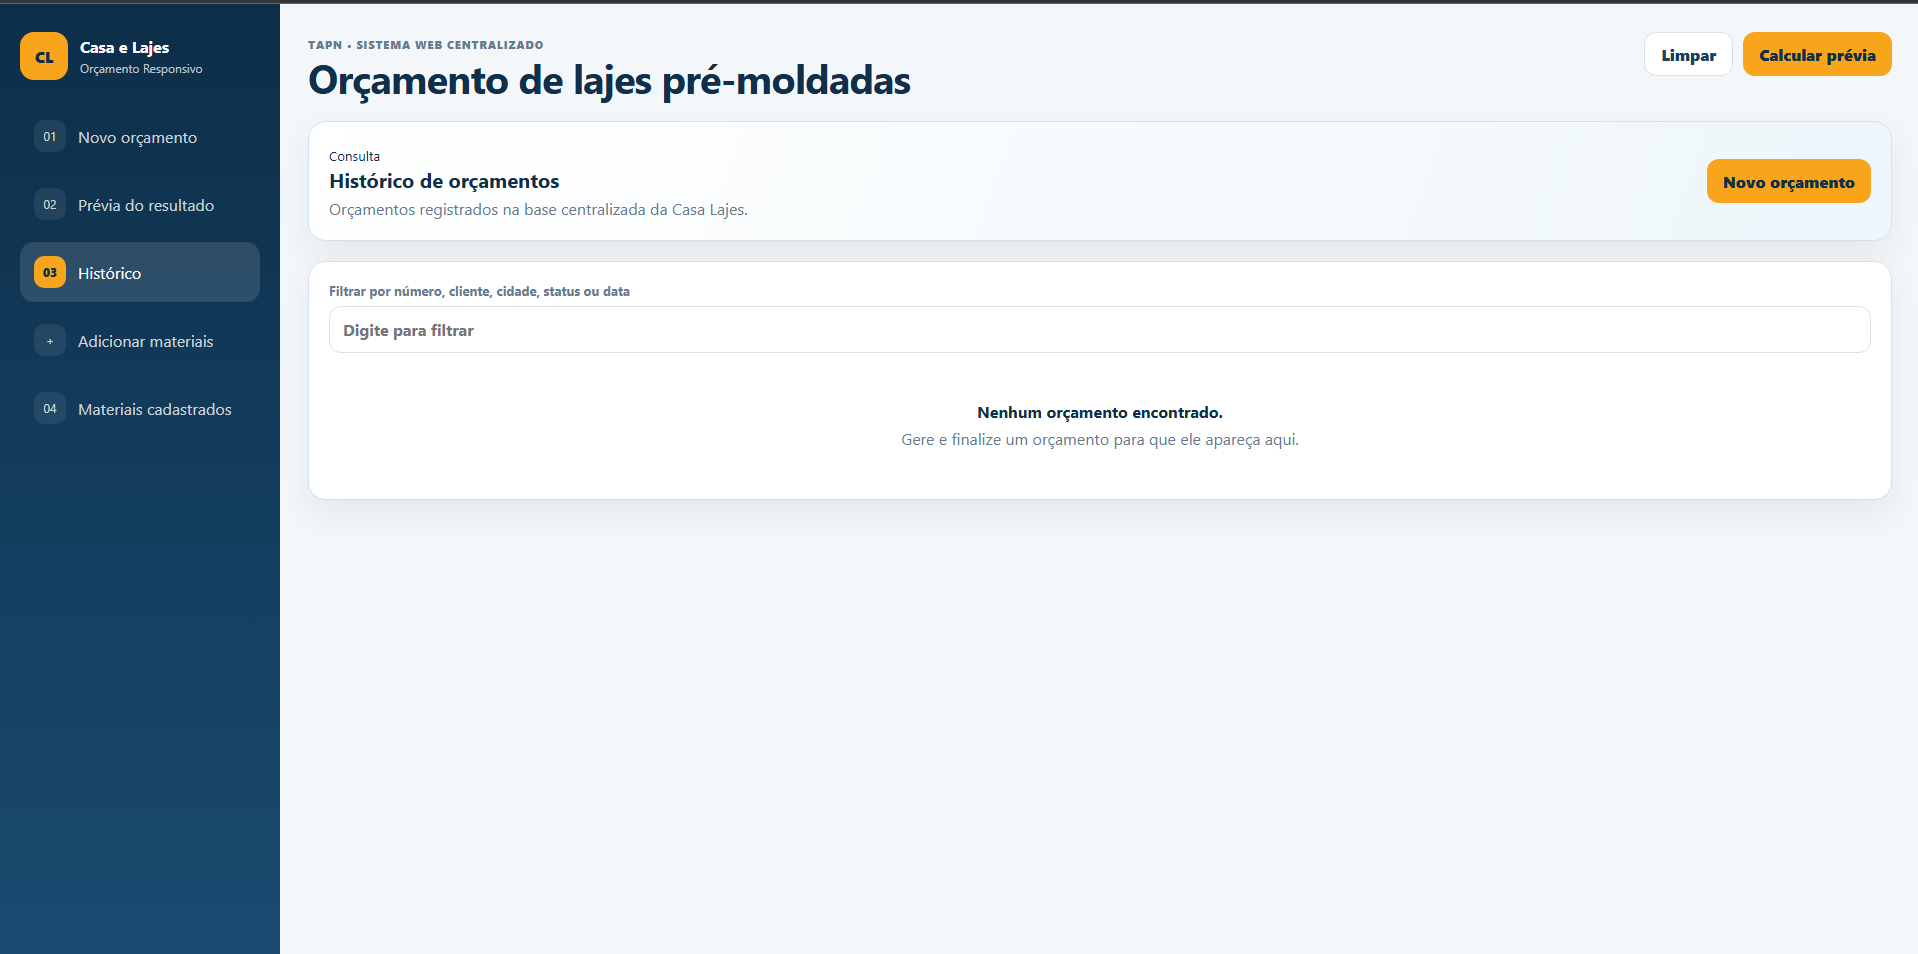 CL
Casa e Lajes
Orçamento Responsivo
01 Novo orçamento
02 Prévia do resultado
03 Histórico
+ Adicionar materiais
04 Materiais cadastrados
TAPN • SISTEMA WEB CENTRALIZADO
Orçamento de lajes pré-moldadas
Limpar
Calcular prévia
Consulta
Histórico de orçamentos
Orçamentos registrados na base centralizada da Casa Lajes.
Novo orçamento
Filtrar por número, cliente, cidade, status ou data
Digite para filtrar
Nenhum orçamento encontrado.
Gere e finalize um orçamento para que ele apareça aqui.